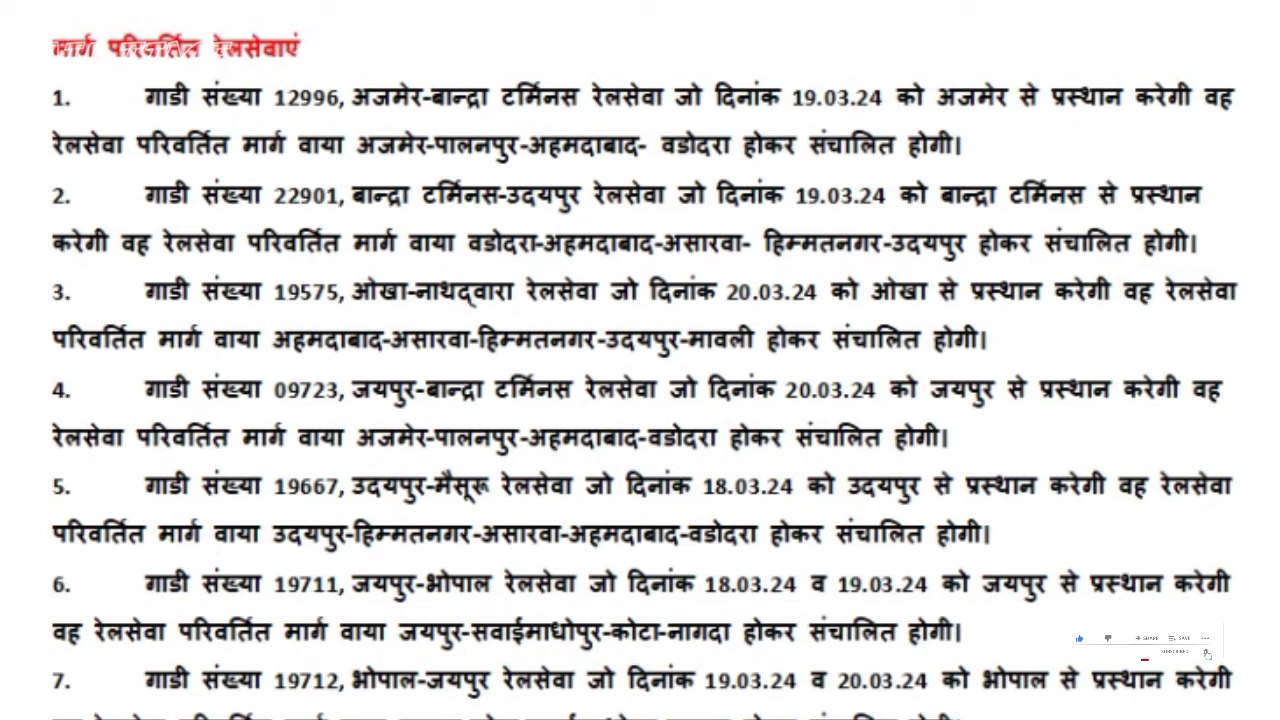 मार्ग परिवर्तित रेलसेवाएं
1. गाडी संख्या 12996, अजमेर-बान्द्रा टर्मिनस रेलसेवा जो दिनांक 19.03.24 को अजमेर से प्रस्थान करेगी वह
रेलसेवा परिवर्तित मार्ग वाया अजमेर-पालनपुर-अहमदाबाद- वडोदरा होकर संचालित होगी।
2. गाडी संख्या 22901, बान्द्रा टर्मिनस-उदयपुर रेलसेवा जो दिनांक 19.03.24 को बान्द्रा टर्मिनस से प्रस्थान
करेगी वह रेलसेवा परिवर्तित मार्ग वाया वडोदरा-अहमदाबाद-असारवा- हिम्मतनगर-उदयपुर होकर संचालित होगी।
3. गाडी संख्या 19575, ओखा-नाथद्वारा रेलसेवा जो दिनांक 20.03.24 को ओखा से प्रस्थान करेगी वह रेलसेवा
परिवर्तित मार्ग वाया अहमदाबाद-असारवा-हिम्मतनगर-उदयपुर-मावली होकर संचालित होगी।
4. गाडी संख्या 09723, जयपुर-बान्द्रा टर्मिनस रेलसेवा जो दिनांक 20.03.24 को जयपुर से प्रस्थान करेगी वह
रेलसेवा परिवर्तित मार्ग वाया अजमेर-पालनपुर-अहमदाबाद-वडोदरा होकर संचालित होगी।
5. गाडी संख्या 19667, उदयपुर-मैसूरू रेलसेवा जो दिनांक 18.03.24 को उदयपुर से प्रस्थान करेगी वह रेलसेवा
परिवर्तित मार्ग वाया उदयपुर-हिम्मतनगर-असारवा-अहमदाबाद-वडोदरा होकर संचालित होगी।
6. गाडी संख्या 19711, जयपुर-भोपाल रेलसेवा जो दिनांक 18.03.24 व 19.03.24 को जयपुर से प्रस्थान करेगी
वह रेलसेवा परिवर्तित मार्ग वाया जयपुर-सवाईमाधोपुर-कोटा-नागदा होकर संचालित होगी।
SHARE SAVE
SUBSCRIBED
7. गाडी संख्या 19712, भोपाल-जयपुर रेलसेवा जो दिनांक 19.03.24 व 20.03.24 को भोपाल से प्रस्थान करेगी